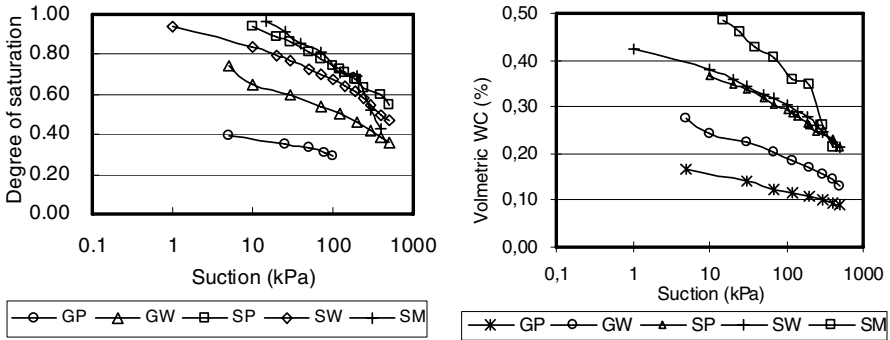 Degree of saturation
1.00
0.80
0.60
0.40
0.20
0.00
0.1 1 10 100 1000
Suction (kPa)
GP GW SP SW SM
Volmetric WC (%)
0,50
0,40
0,30
0,20
0,10
0,00
0,1 1 10 100 1000
Suction (kPa)
GP GW SP SW SM